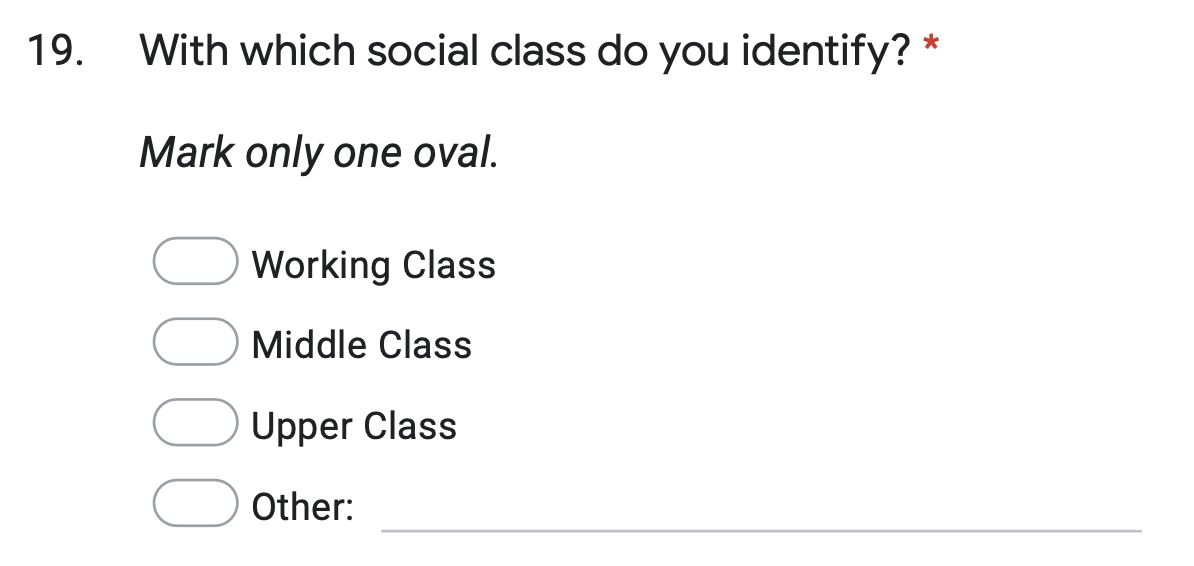 19. With which social class do you identify? *
Mark only one oval.
Working Class
Middle Class
Upper Class
Other: